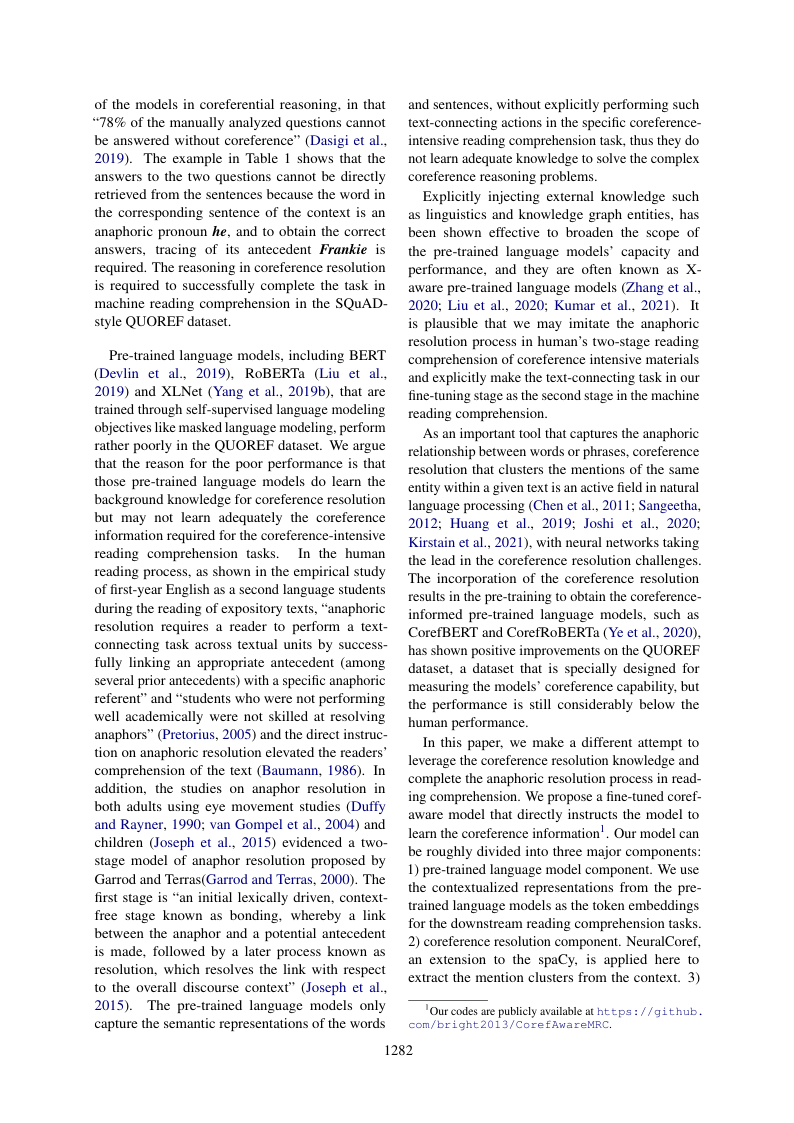 of the models in coreferential reasoning, in that
“78% of the manually analyzed questions cannot
be answered without coreference” (Dasigi et al.,
2019). The example in Table 1 shows that the
answers to the two questions cannot be directly
retrieved from the sentences because the word in
the corresponding sentence of the context is an
anaphoric pronoun he, and to obtain the correct
answers, tracing of its antecedent Frankie is
required. The reasoning in coreference resolution
is required to successfully complete the task in
machine reading comprehension in the SQuAD-
style QUOREF dataset.
Pre-trained language models, including BERT
(Devlin et al., 2019), RoBERTa (Liu et al.,
2019) and XLNet (Yang et al., 2019b), that are
trained through self-supervised language modeling
objectives like masked language modeling, perform
rather poorly in the QUOREF dataset. We argue
that the reason for the poor performance is that
those pre-trained language models do learn the
background knowledge for coreference resolution
but may not learn adequately the coreference
information required for the coreference-intensive
reading comprehension tasks. In the human
reading process, as shown in the empirical study
of first-year English as a second language students
during the reading of expository texts, “anaphoric
resolution requires a reader to perform a text-
connecting task across textual units by success-
fully linking an appropriate antecedent (among
several prior antecedents) with a specific anaphoric
referent” and “students who were not performing
well academically were not skilled at resolving
anaphors” (Pretorius, 2005) and the direct instruc-
tion on anaphoric resolution elevated the readers’
comprehension of the text (Baumann, 1986). In
addition, the studies on anaphor resolution in
both adults using eye movement studies (Duffy
and Rayner, 1990; van Gompel et al., 2004) and
children (Joseph et al., 2015) evidenced a two-
stage model of anaphor resolution proposed by
Garrod and Terras(Garrod and Terras, 2000). The
first stage is “an initial lexically driven, context-
free stage known as bonding, whereby a link
between the anaphor and a potential antecedent
is made, followed by a later process known as
resolution, which resolves the link with respect
to the overall discourse context” (Joseph et al.,
2015). The pre-trained language models only
capture the semantic representations of the words
and sentences, without explicitly performing such
text-connecting actions in the specific coreference-
intensive reading comprehension task, thus they do
not learn adequate knowledge to solve the complex
coreference reasoning problems.
Explicitly injecting external knowledge such
as linguistics and knowledge graph entities, has
been shown effective to broaden the scope of
the pre-trained language models’ capacity and
performance, and they are often known as X-
aware pre-trained language models (Zhang et al.,
2020; Liu et al., 2020; Kumar et al., 2021). It
is plausible that we may imitate the anaphoric
resolution process in human’s two-stage reading
comprehension of coreference intensive materials
and explicitly make the text-connecting task in our
fine-tuning stage as the second stage in the machine
reading comprehension.
As an important tool that captures the anaphoric
relationship between words or phrases, coreference
resolution that clusters the mentions of the same
entity within a given text is an active field in natural
language processing (Chen et al., 2011; Sangeetha,
2012; Huang et al., 2019; Joshi et al., 2020;
Kirstain et al., 2021), with neural networks taking
the lead in the coreference resolution challenges.
The incorporation of the coreference resolution
results in the pre-training to obtain the coreference-
informed pre-trained language models, such as
CorefBERT and CorefRoBERTa (Ye et al., 2020),
has shown positive improvements on the QUOREF
dataset, a dataset that is specially designed for
measuring the models’ coreference capability, but
the performance is still considerably below the
human performance.
In this paper, we make a different attempt to
leverage the coreference resolution knowledge and
complete the anaphoric resolution process in read-
ing comprehension. We propose a fine-tuned coref-
aware model that directly instructs the model to
learn the coreference information1. Our model can
be roughly divided into three major components:
1) pre-trained language model component. We use
the contextualized representations from the pre-
trained language models as the token embeddings
for the downstream reading comprehension tasks.
2) coreference resolution component. NeuralCoref,
an extension to the spaCy, is applied here to
extract the mention clusters from the context. 3)
1Our codes are publicly available at https://github.
com/bright2013/CorefAwareMRC.
1282